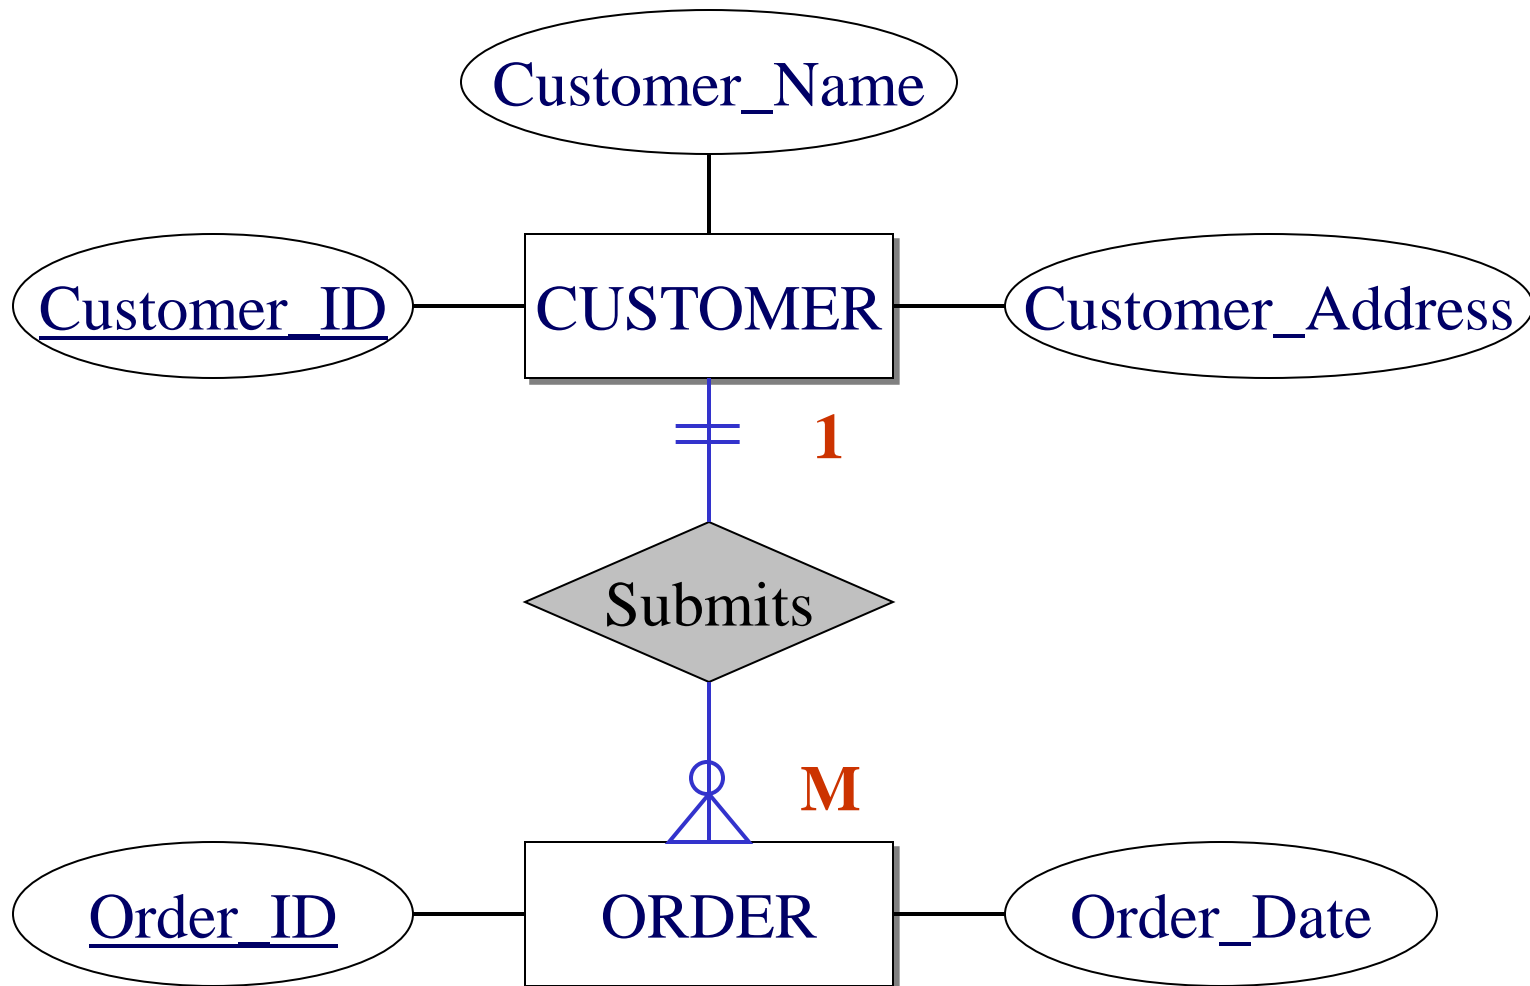 Customer_Name
Customer_ID
CUSTOMER
Customer_Address
1
Submits
M
Order_ID
ORDER
Order_Date